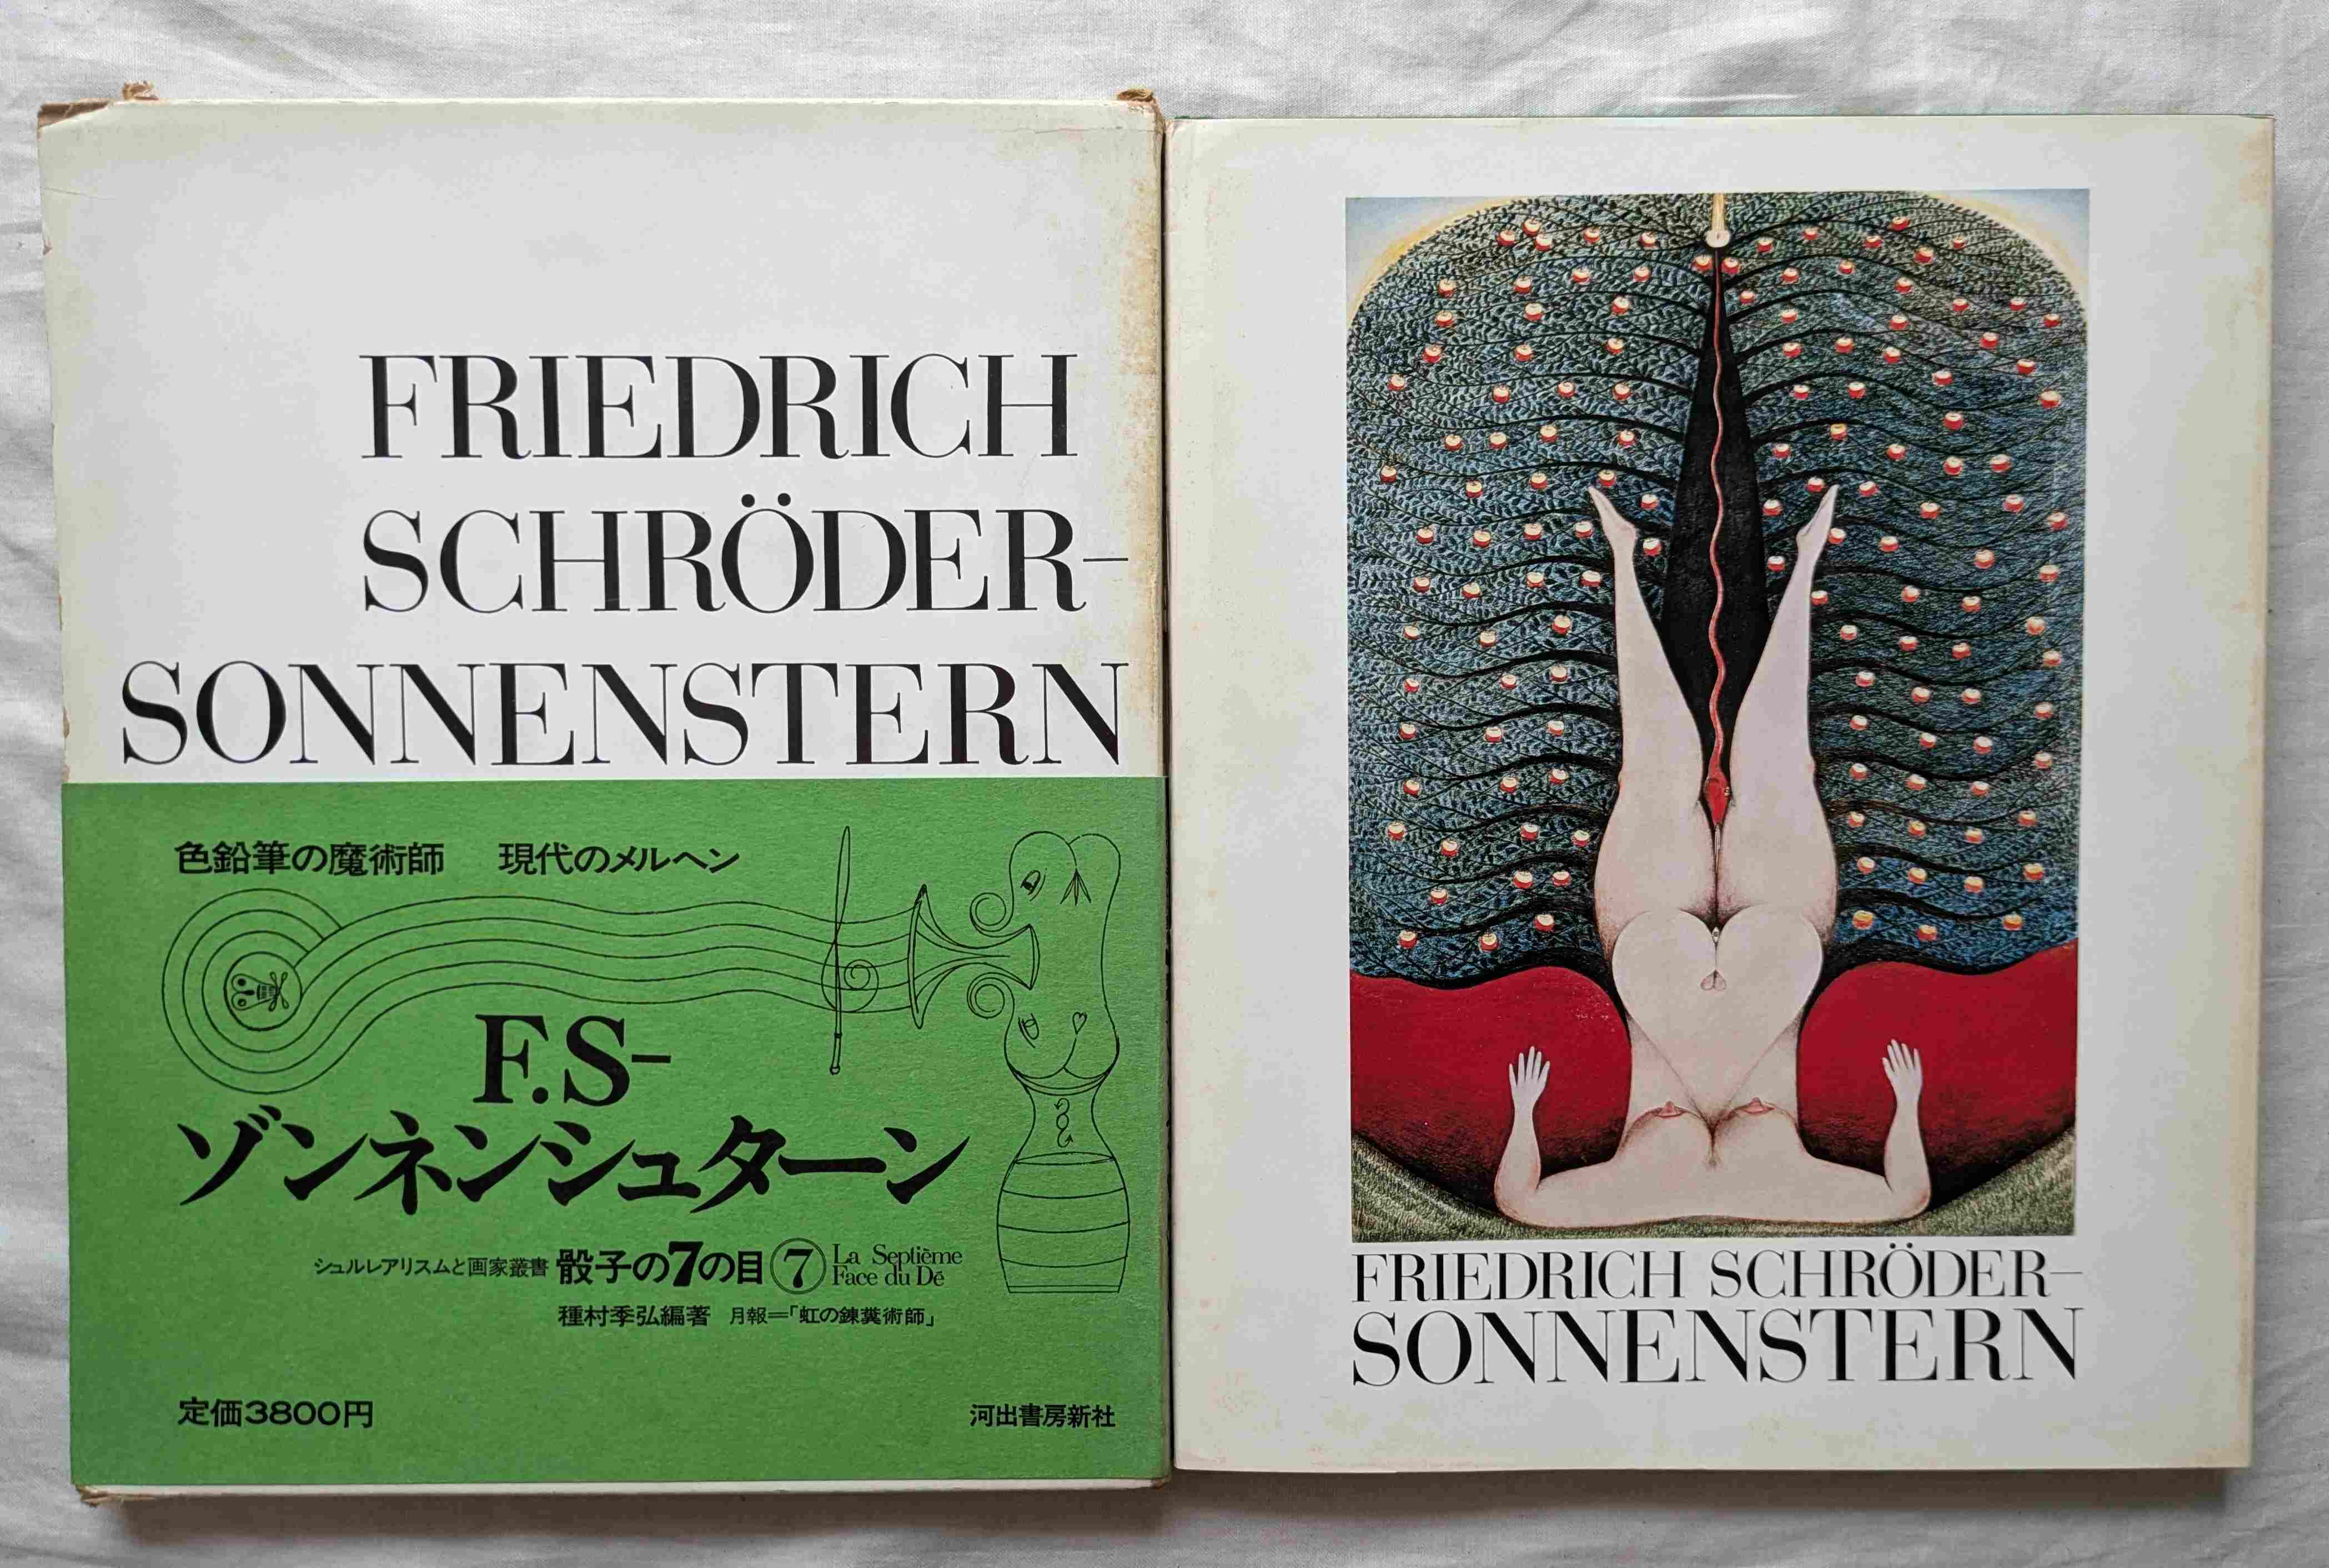 FRIEDRICH
SCHRÖDER-
SONNENSTERN
色鉛筆の魔術師 現代のメルヘン
F.S-
ゾンネンシュターン
シュルレアリスムと画家叢書 骰子の7の目 ⑦ La Septième
Face du Dé
種村季弘編著 月報=「虹の錬糞術師」
定価3800円
河出書房新社
FRIEDRICH SCHRÖDER-
SONNENSTERN